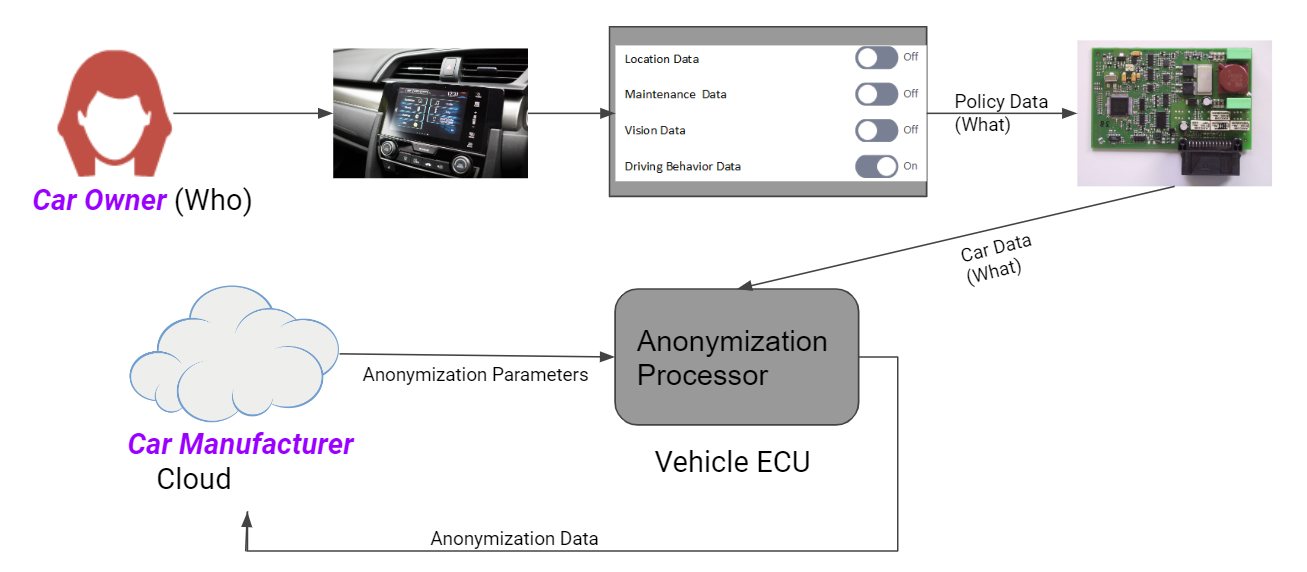 Location Data Off
Maintenance Data Off
Vision Data Off
Driving Behavior Data On
Policy Data
(What)
Car Owner (Who)
Car Data
(What)
Anonymization
Processor
Anonymization Parameters
Car Manufacturer
Cloud
Vehicle ECU
Anonymization Data